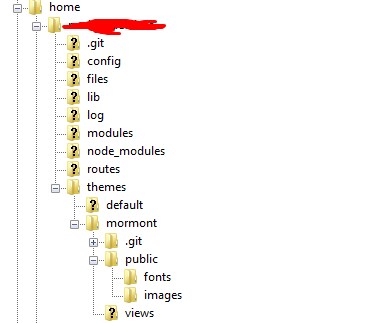 home
.git
config
files
lib
log
modules
node_modules
routes
themes
default
mormont
.git
public
fonts
images
views